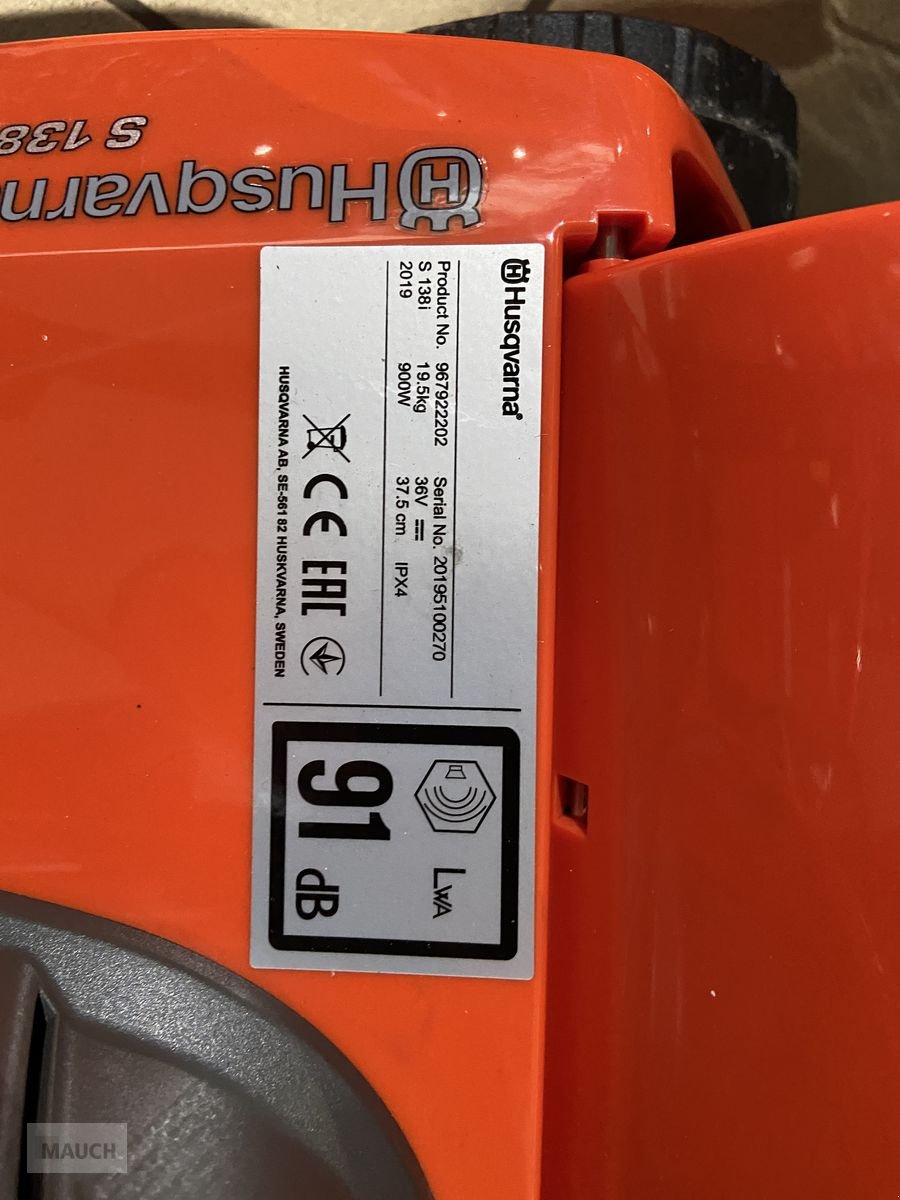 S 138
Husqvarn
Husqvarna®
Product No. 967922202 Serial No. 20195100270
S 138i 19.5kg 36V
2019 900W 37.5 cm IPX4
CE EAC
HUSQVARNA AB, SE-561 82 HUSKVARNA, SWEDEN
LWA
91 dB
MAUCH